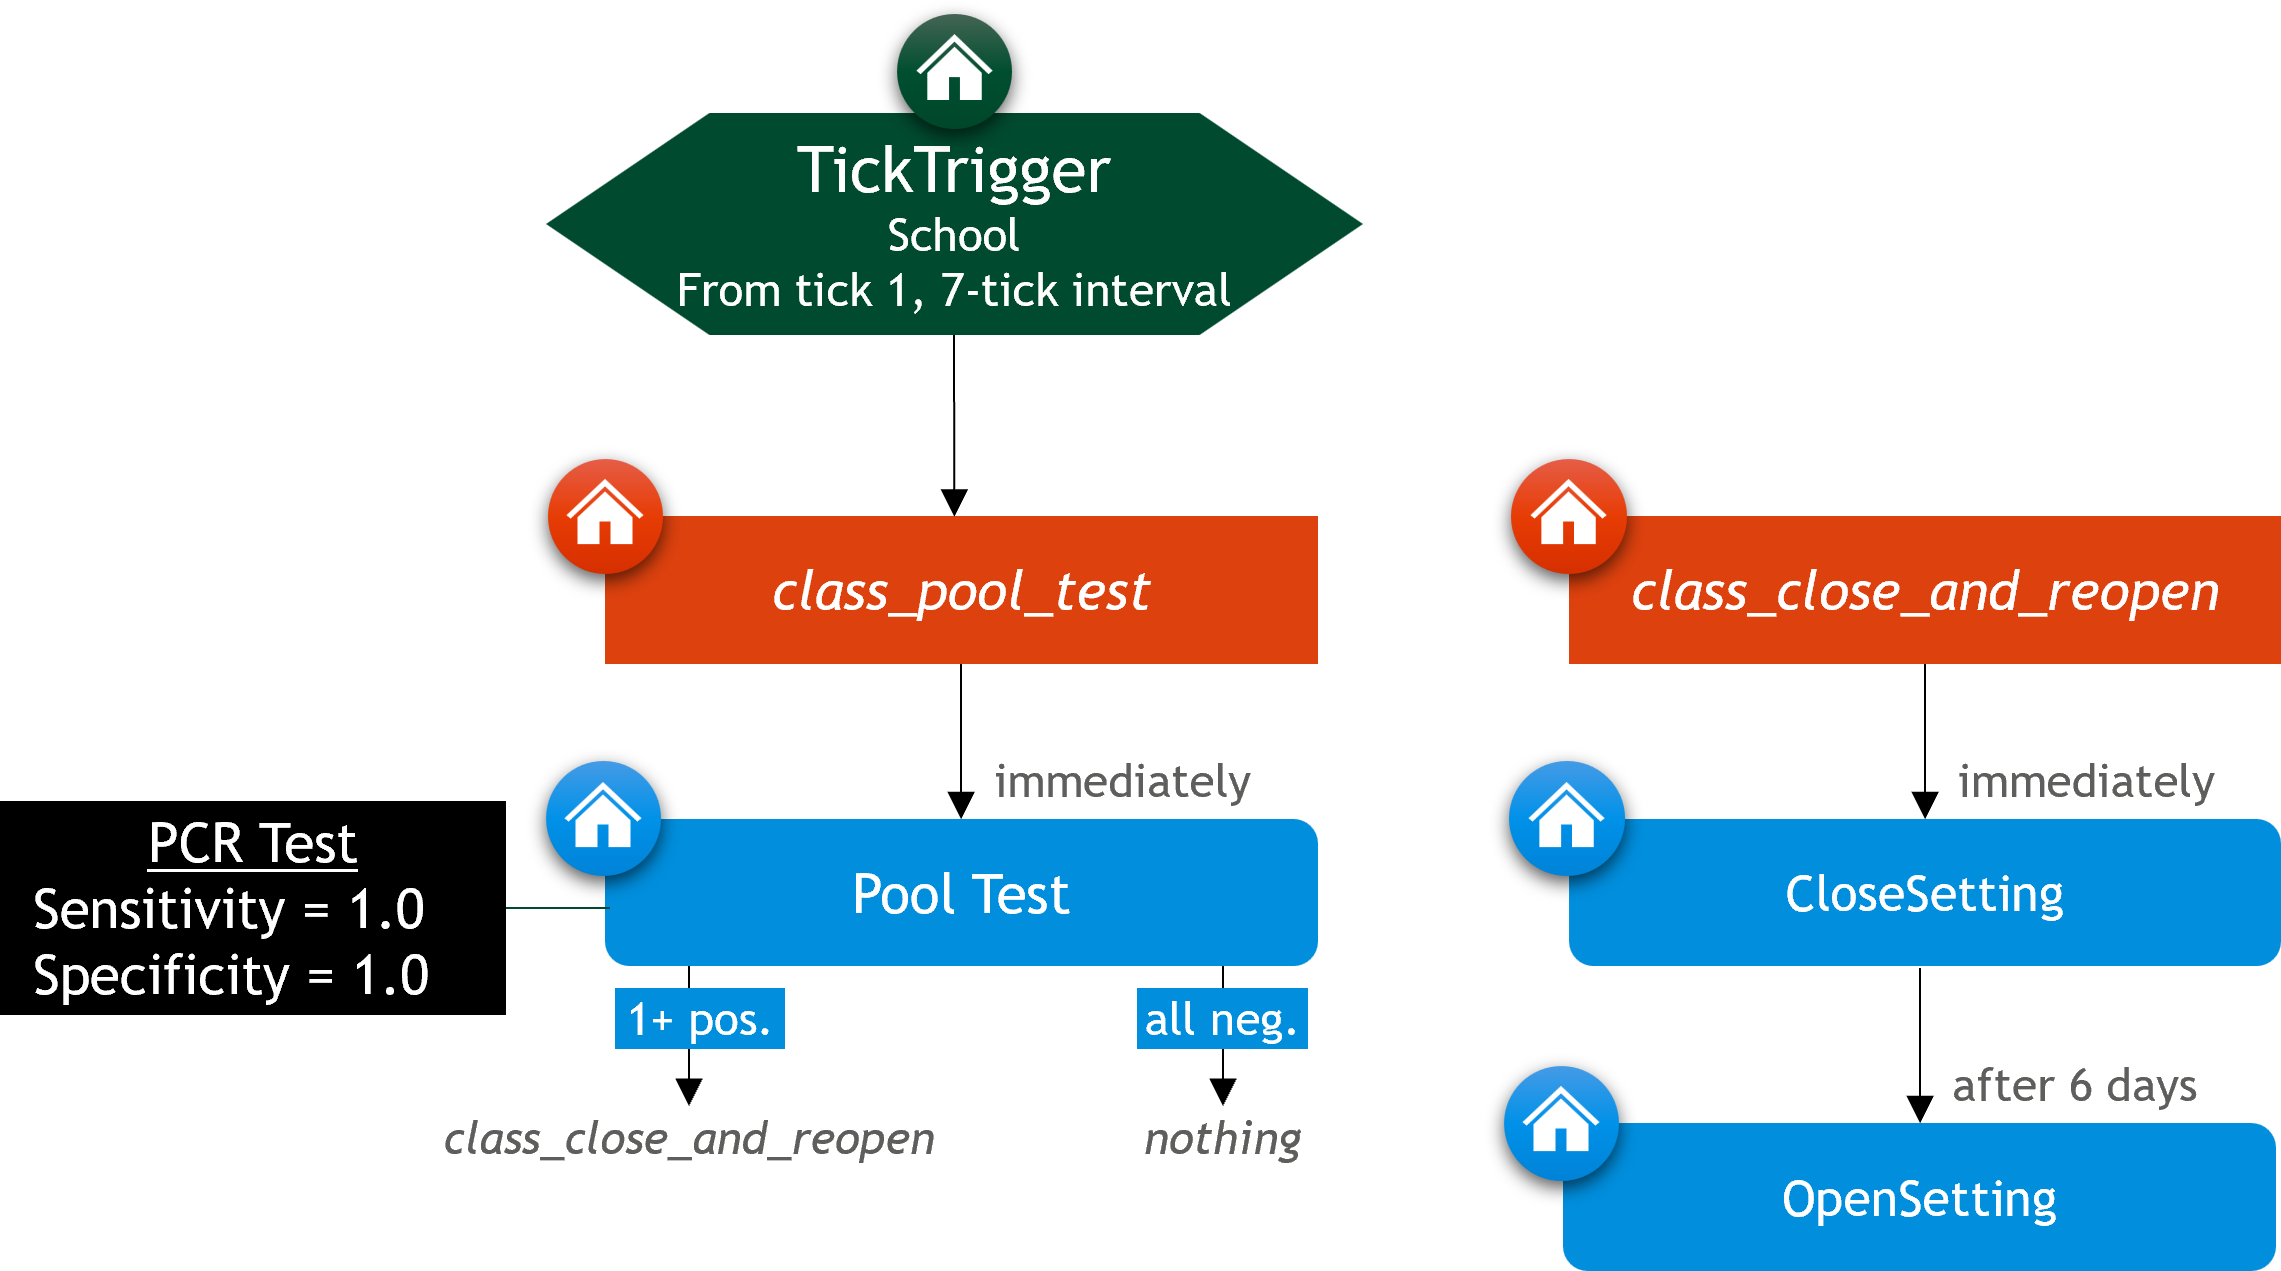 TickTrigger
School
From tick 1, 7-tick interval
class_pool_test
immediately
PCR Test
Sensitivity = 1.0
Specificity = 1.0
Pool Test
1+ pos.
all neg.
class_close_and_reopen
nothing
class_close_and_reopen
immediately
CloseSetting
after 6 days
OpenSetting